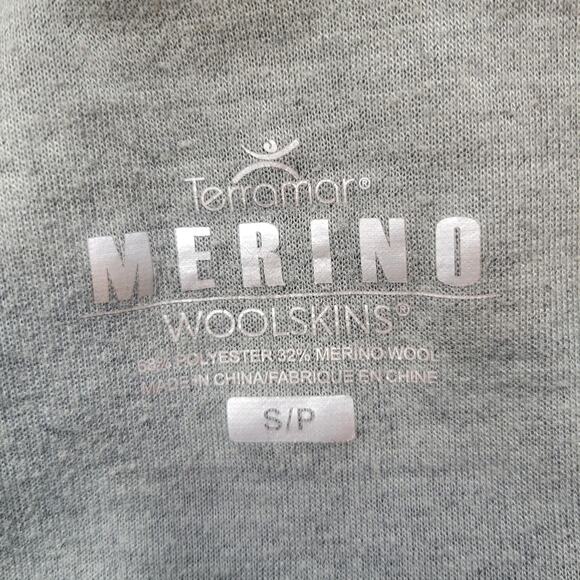 Terramar®
MERINO
WOOLSKINS®
68% POLYESTER 32% MERINO WOOL
MADE IN CHINA/FABRIQUE EN CHINE
S/P